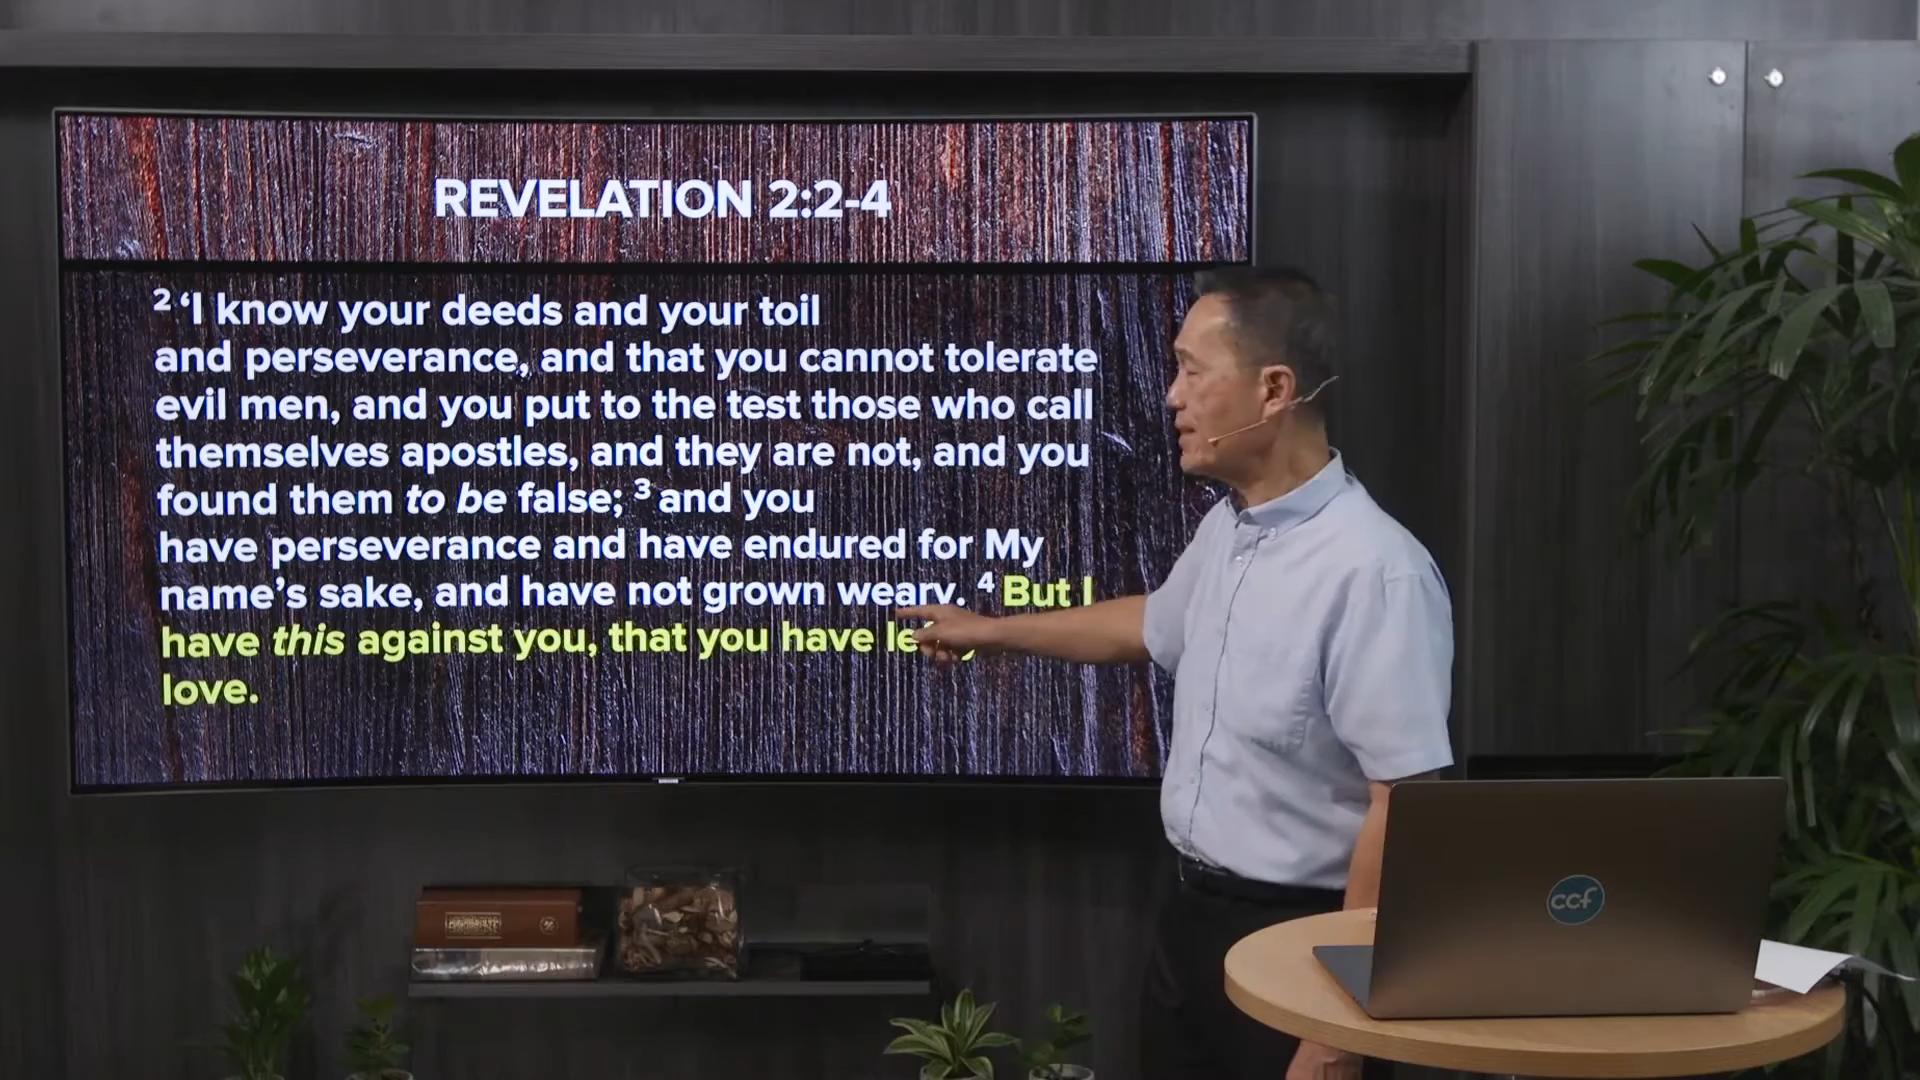 REVELATION 2:2-4
2 ‘I know your deeds and your toil
and perseverance, and that you cannot tolerate
evil men, and you put to the test those who call
themselves apostles, and they are not, and you
found them to be false; 3 and you
have perseverance and have endured for My
name’s sake, and have not grown weary. 4 But I
have this against you, that you have
love.
ccf